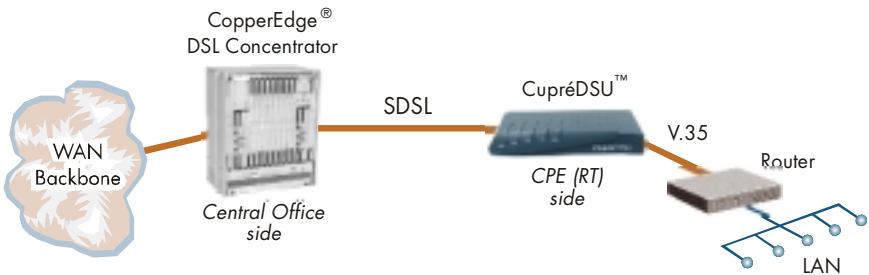 CopperEdge®
DSL Concentrator
CupréDSU™
SDSL
V.35
WAN
Backbone
Router
CPE (RT)
side
Central Office
side
LAN